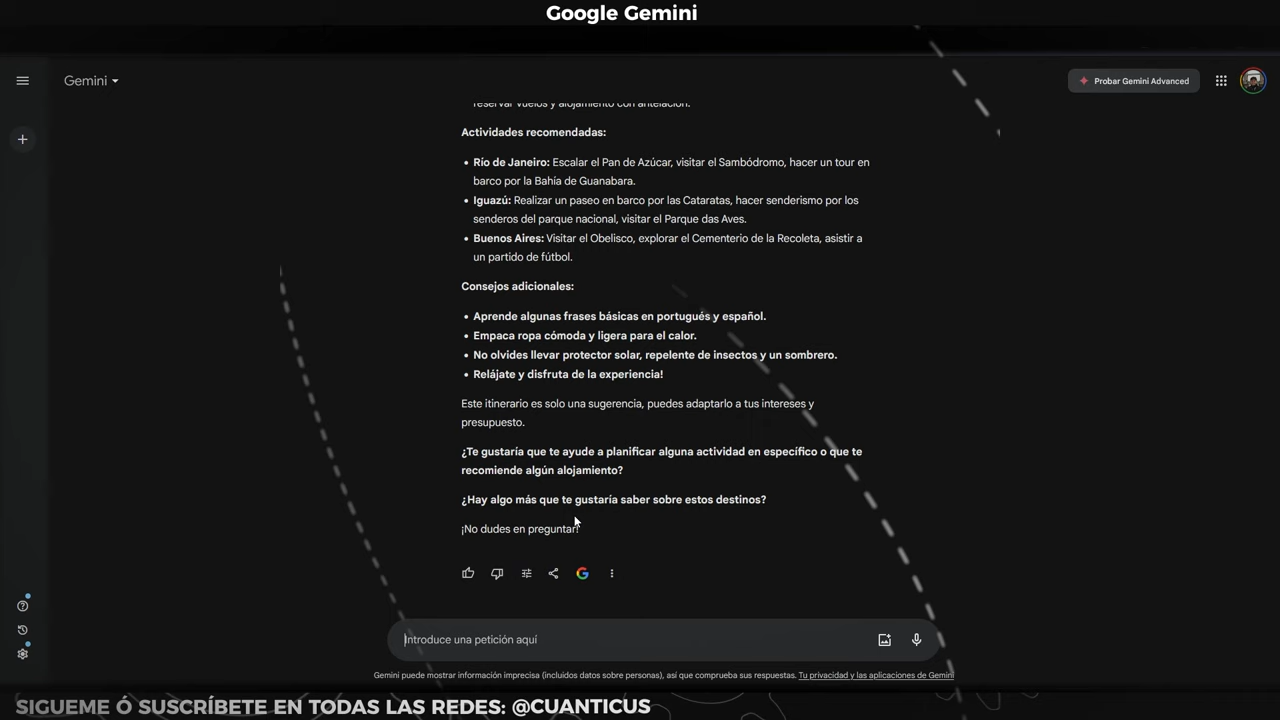 Google Gemini
Gemini
Probar Gemini Advanced
reservar vuelos y alojamiento con antelación.
Actividades recomendadas:
• Río de Janeiro: Escalar el Pan de Azúcar, visitar el Sambódromo, hacer un tour en
barco por la Bahía de Guanabara.
• Iguazú: Realizar un paseo en barco por las Cataratas, hacer senderismo por los
senderos del parque nacional, visitar el Parque das Aves.
• Buenos Aires: Visitar el Obelisco, explorar el Cementerio de la Recoleta, asistir a
un partido de fútbol.
Consejos adicionales:
• Aprende algunas frases básicas en portugués y español.
• Empaca ropa cómoda y ligera para el calor.
• No olvides llevar protector solar, repelente de insectos y un sombrero.
• Relájate y disfruta de la experiencia!
Este itinerario es solo una sugerencia, puedes adaptarlo a tus intereses y
presupuesto.
¿Te gustaría que te ayude a planificar alguna actividad en específico o que te
recomiende algún alojamiento?
¿Hay algo más que te gustaría saber sobre estos destinos?
¡No dudes en preguntar!
Introduce una petición aquí
Gemini puede mostrar información imprecisa (incluidos datos sobre personas), así que comprueba sus respuestas. Tu privacidad y las aplicaciones de Gemini
SIGUEME Ó SUSCRÍBETE EN TODAS LAS REDES: @CUANTICUS